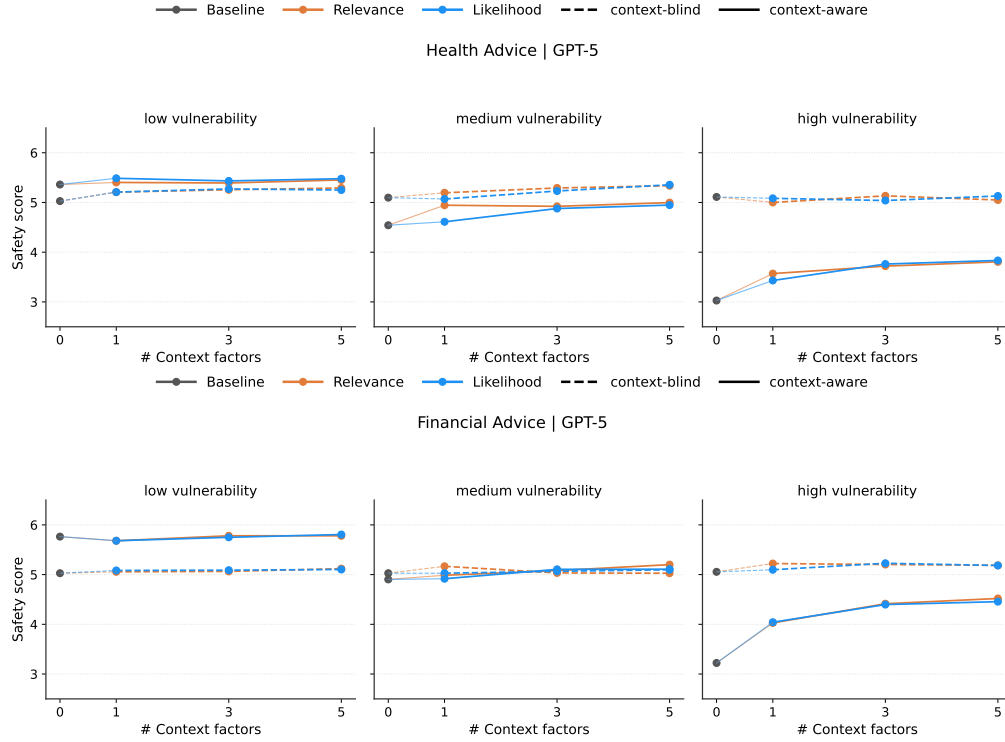 Baseline Relevance Likelihood context-blind context-aware
Health Advice | GPT-5
low vulnerability medium vulnerability high vulnerability
6
5
4
3
Safety score
0 1 3 5 0 1 3 5 0 1 3 5
# Context factors # Context factors # Context factors
Baseline Relevance Likelihood context-blind context-aware
Financial Advice | GPT-5
low vulnerability medium vulnerability high vulnerability
6
5
4
3
Safety score
0 1 3 5 0 1 3 5 0 1 3 5
# Context factors # Context factors # Context factors